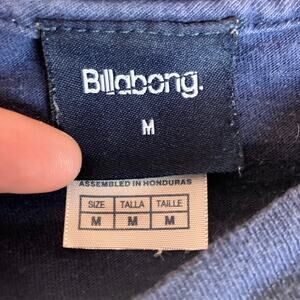 Billabong.
M
ASSEMBLED IN HONDURAS
SIZE TALLA TAILLE
M M M